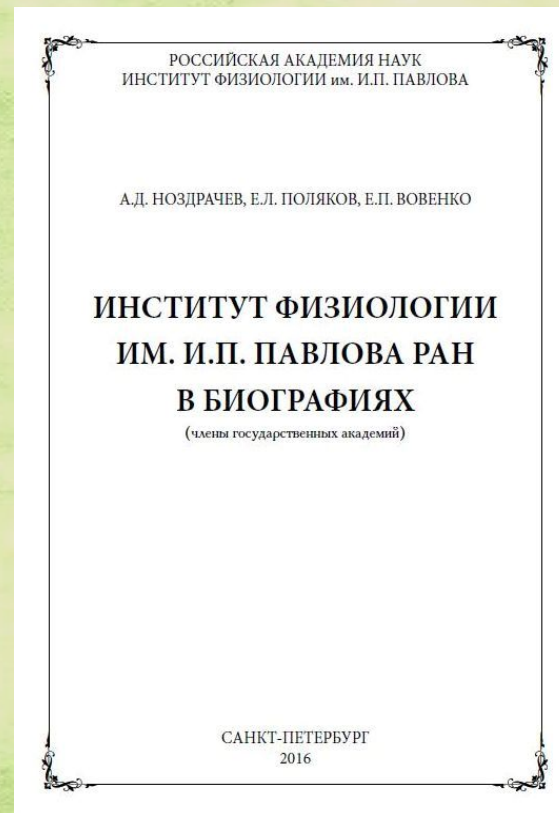 РОССИЙСКАЯ АКАДЕМИЯ НАУК
ИНСТИТУТ ФИЗИОЛОГИИ им. И.П. ПАВЛОВА
А.Д. НОЗДРАЧЕВ, Е.Л. ПОЛЯКОВ, Е.П. ВОВЕНКО
ИНСТИТУТ ФИЗИОЛОГИИ
ИМ. И.П. ПАВЛОВА РАН
В БИОГРАФИЯХ
(члены государственных академий)
САНКТ-ПЕТЕРБУРГ
2016